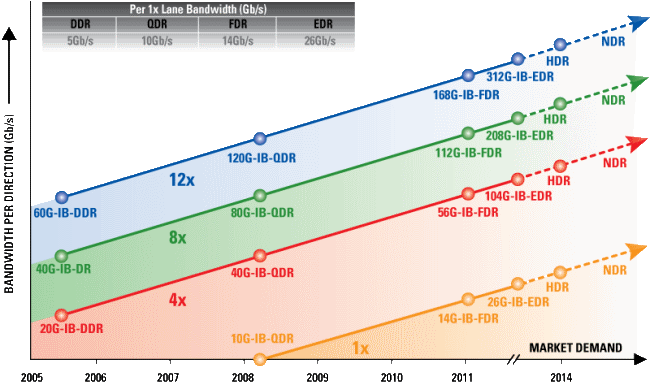 Per 1x Lane Bandwidth (Gb/s)
DDR QDR FDR EDR
5Gb/s 10Gb/s 14Gb/s 26Gb/s
BANDWIDTH PER DIRECTION (Gb/s)
NDR
HDR
312G-IB-EDR
168G-IB-FDR
120G-IB-QDR
60G-IB-DDR
12x
NDR
HDR
208G-IB-EDR
112G-IB-FDR
80G-IB-QDR
40G-IB-DR
8x
NDR
HDR
104G-IB-EDR
56G-IB-FDR
40G-IB-QDR
20G-IB-DDR
4x
NDR
HDR
26G-IB-EDR
14G-IB-FDR
10G-IB-QDR
1x
MARKET DEMAND
2005 2006 2007 2008 2009 2010 2011 2014